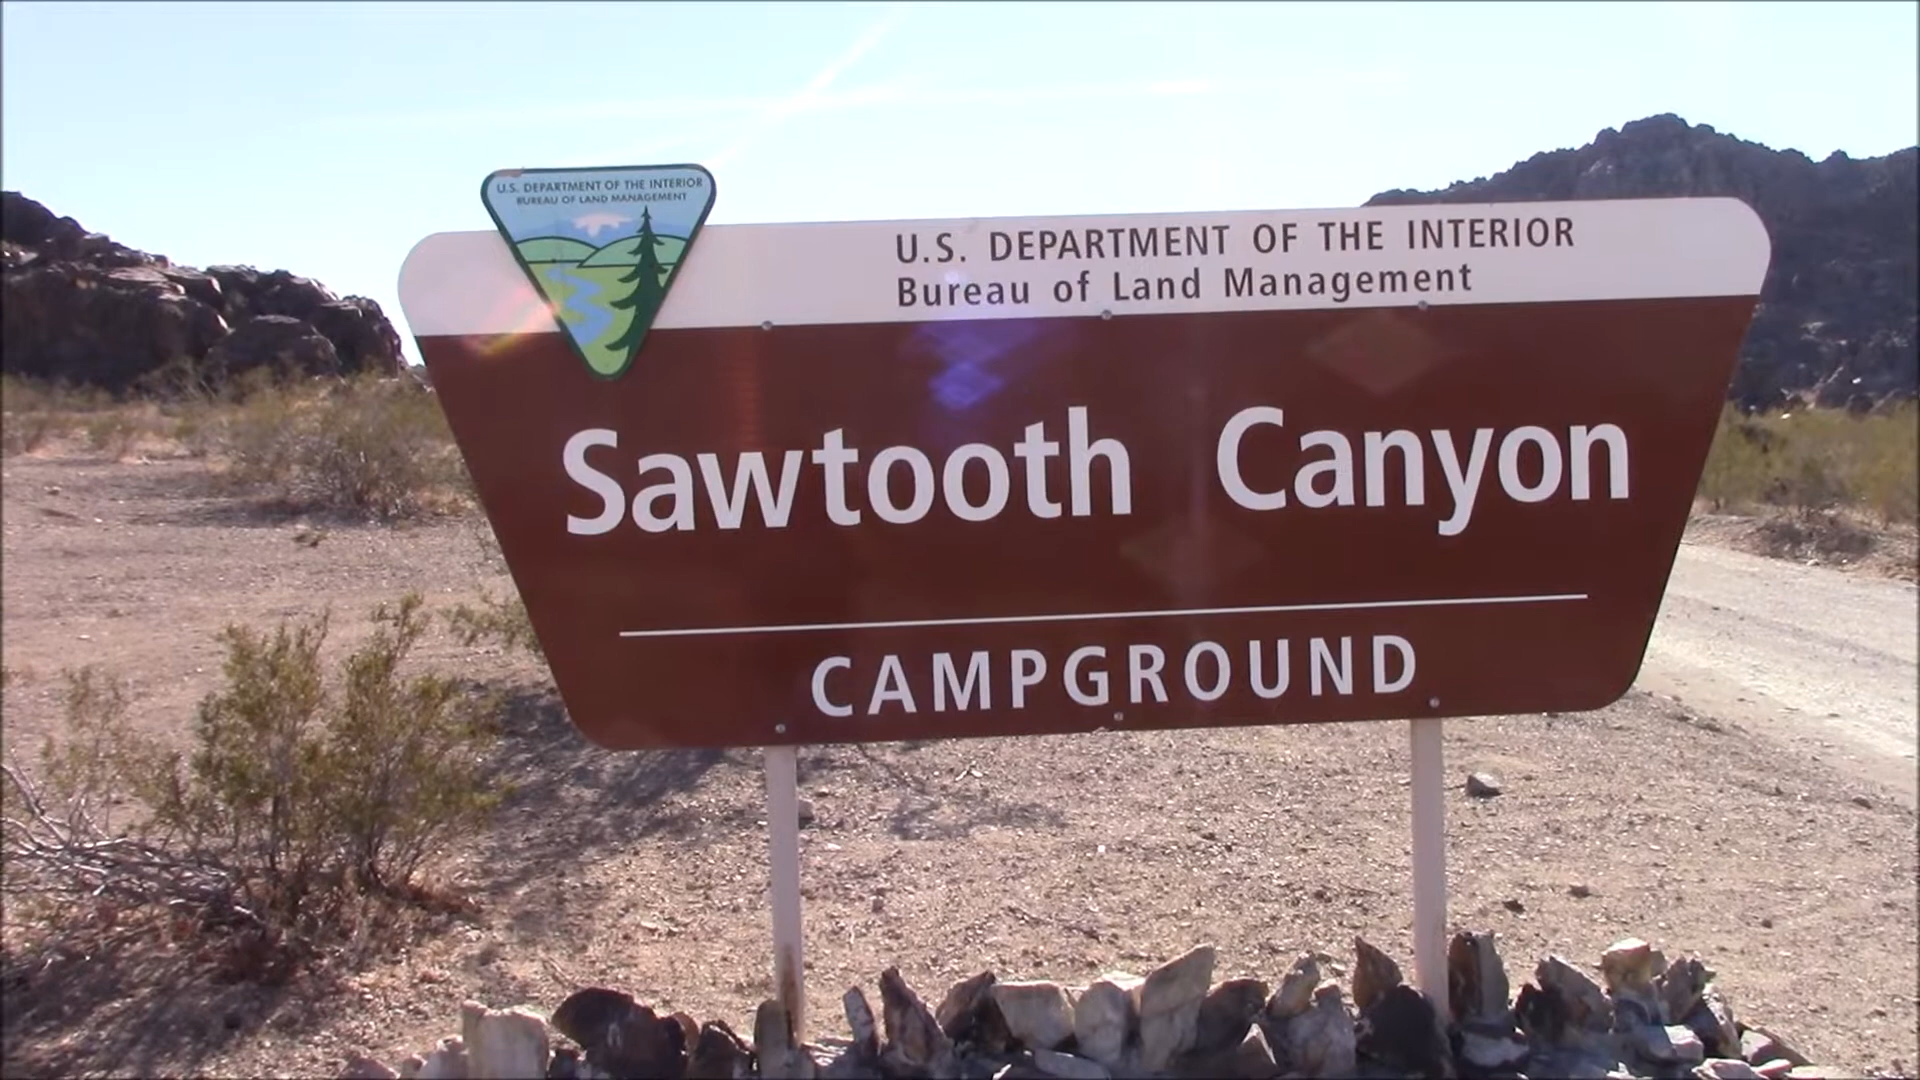 U.S. DEPARTMENT OF THE INTERIOR
BUREAU OF LAND MANAGEMENT
U.S. DEPARTMENT OF THE INTERIOR
Bureau of Land Management
Sawtooth Canyon
CAMPGROUND